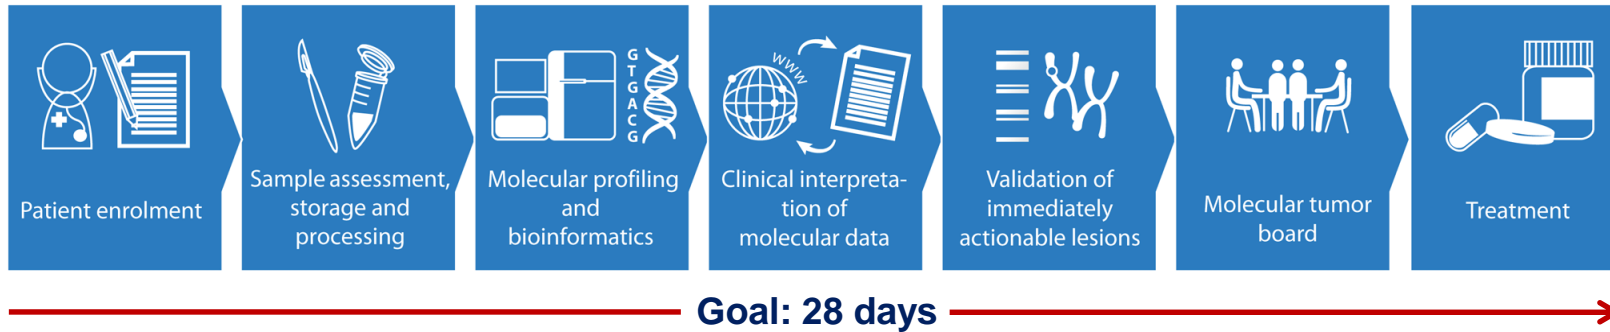 Patient enrolment
Sample assessment,
storage and
processing
G
T
G
A
C
G
Molecular profiling
and
bioinformatics
www
Clinical interpreta-
tion of
molecular data
Validation of
immediately
actionable lesions
Molecular tumor
board
Treatment
Goal: 28 days